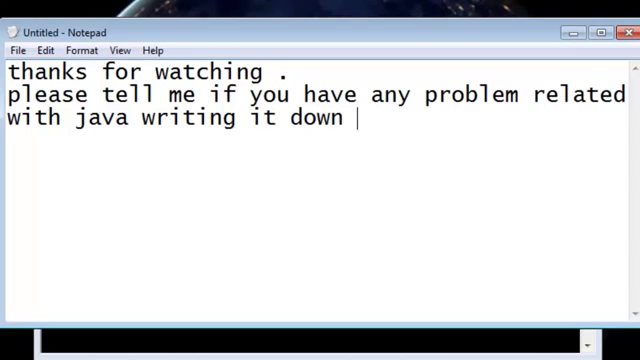 Untitled - Notepad
File Edit Format View Help
thanks for watching .
please tell me if you have any problem related
with java writing it down